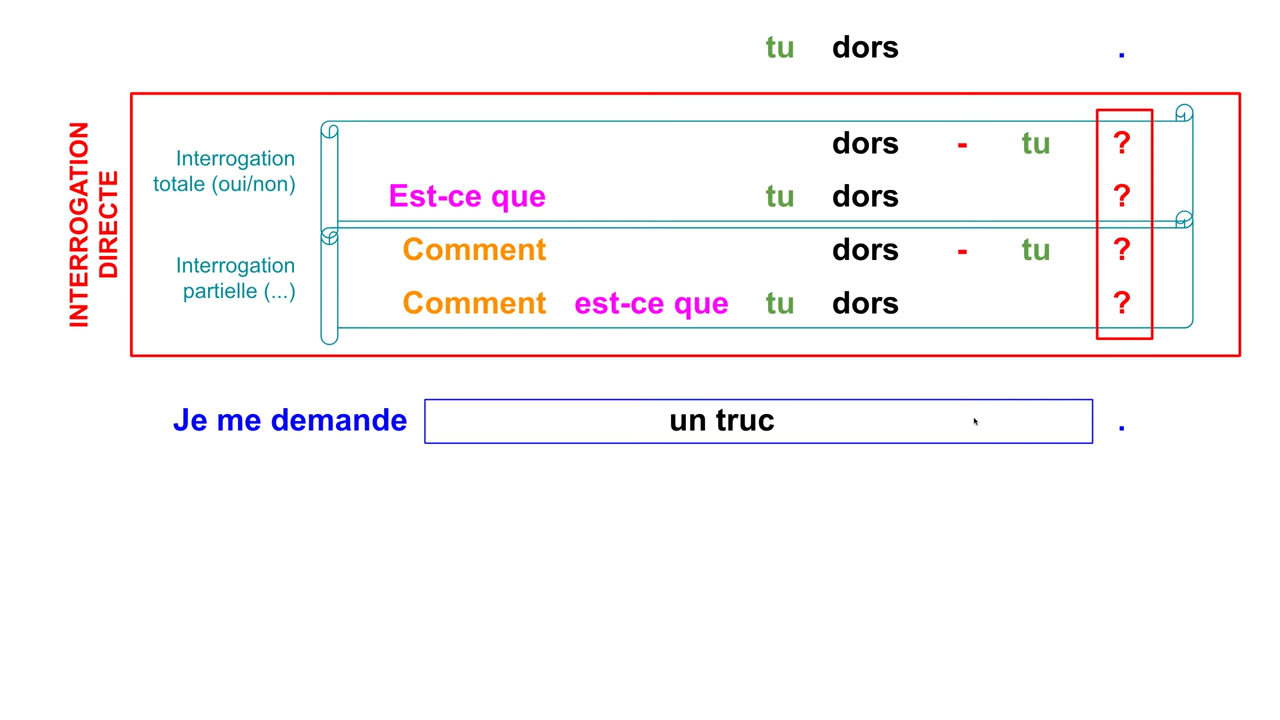 tu dors .
INTERROGATION
DIRECTE
Interrogation
totale (oui/non)
dors - tu ?
Est-ce que tu dors ?
Interrogation
partielle (...)
Comment dors - tu ?
Comment est-ce que tu dors ?
Je me demande un truc .